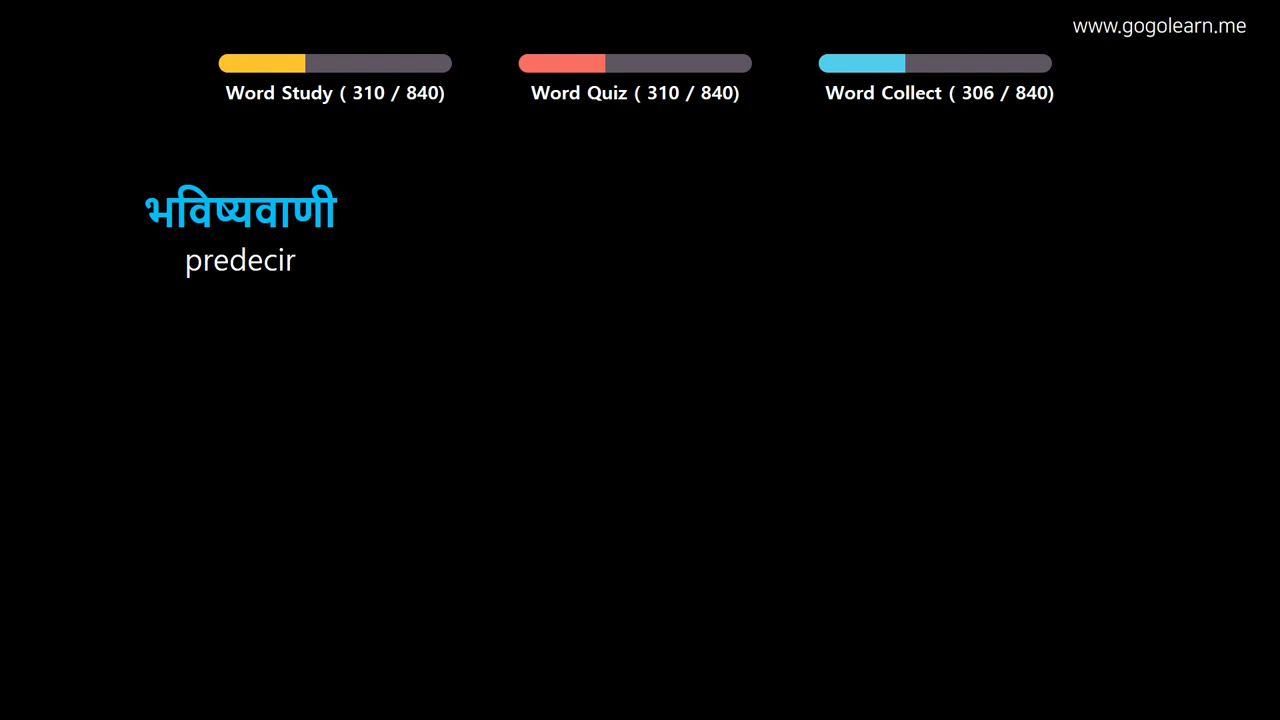 www.gogolearn.me
Word Study ( 310 / 840)
Word Quiz ( 310 / 840)
Word Collect ( 306 / 840)
भविष्यवाणी
predecir